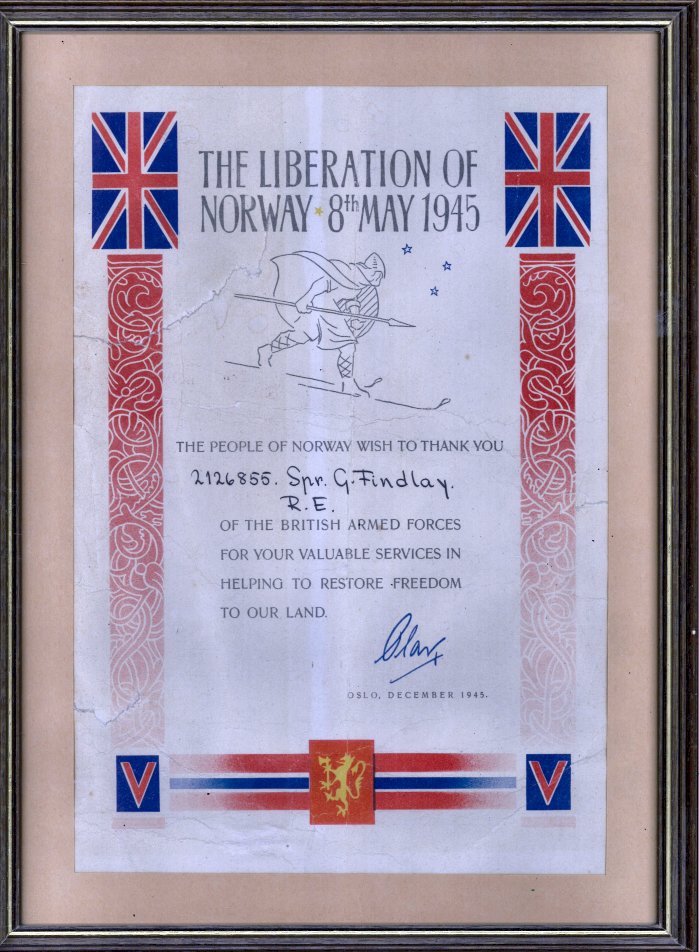 THE LIBERATION OF
NORWAY 8th MAY 1945
THE PEOPLE OF NORWAY WISH TO THANK YOU
2126855. Spr. G. Findlay.
R.E.
OF THE BRITISH ARMED FORCES
FOR YOUR VALUABLE SERVICES IN
HELPING TO RESTORE FREEDOM
TO OUR LAND.
Olav
OSLO, DECEMBER 1945.
V V